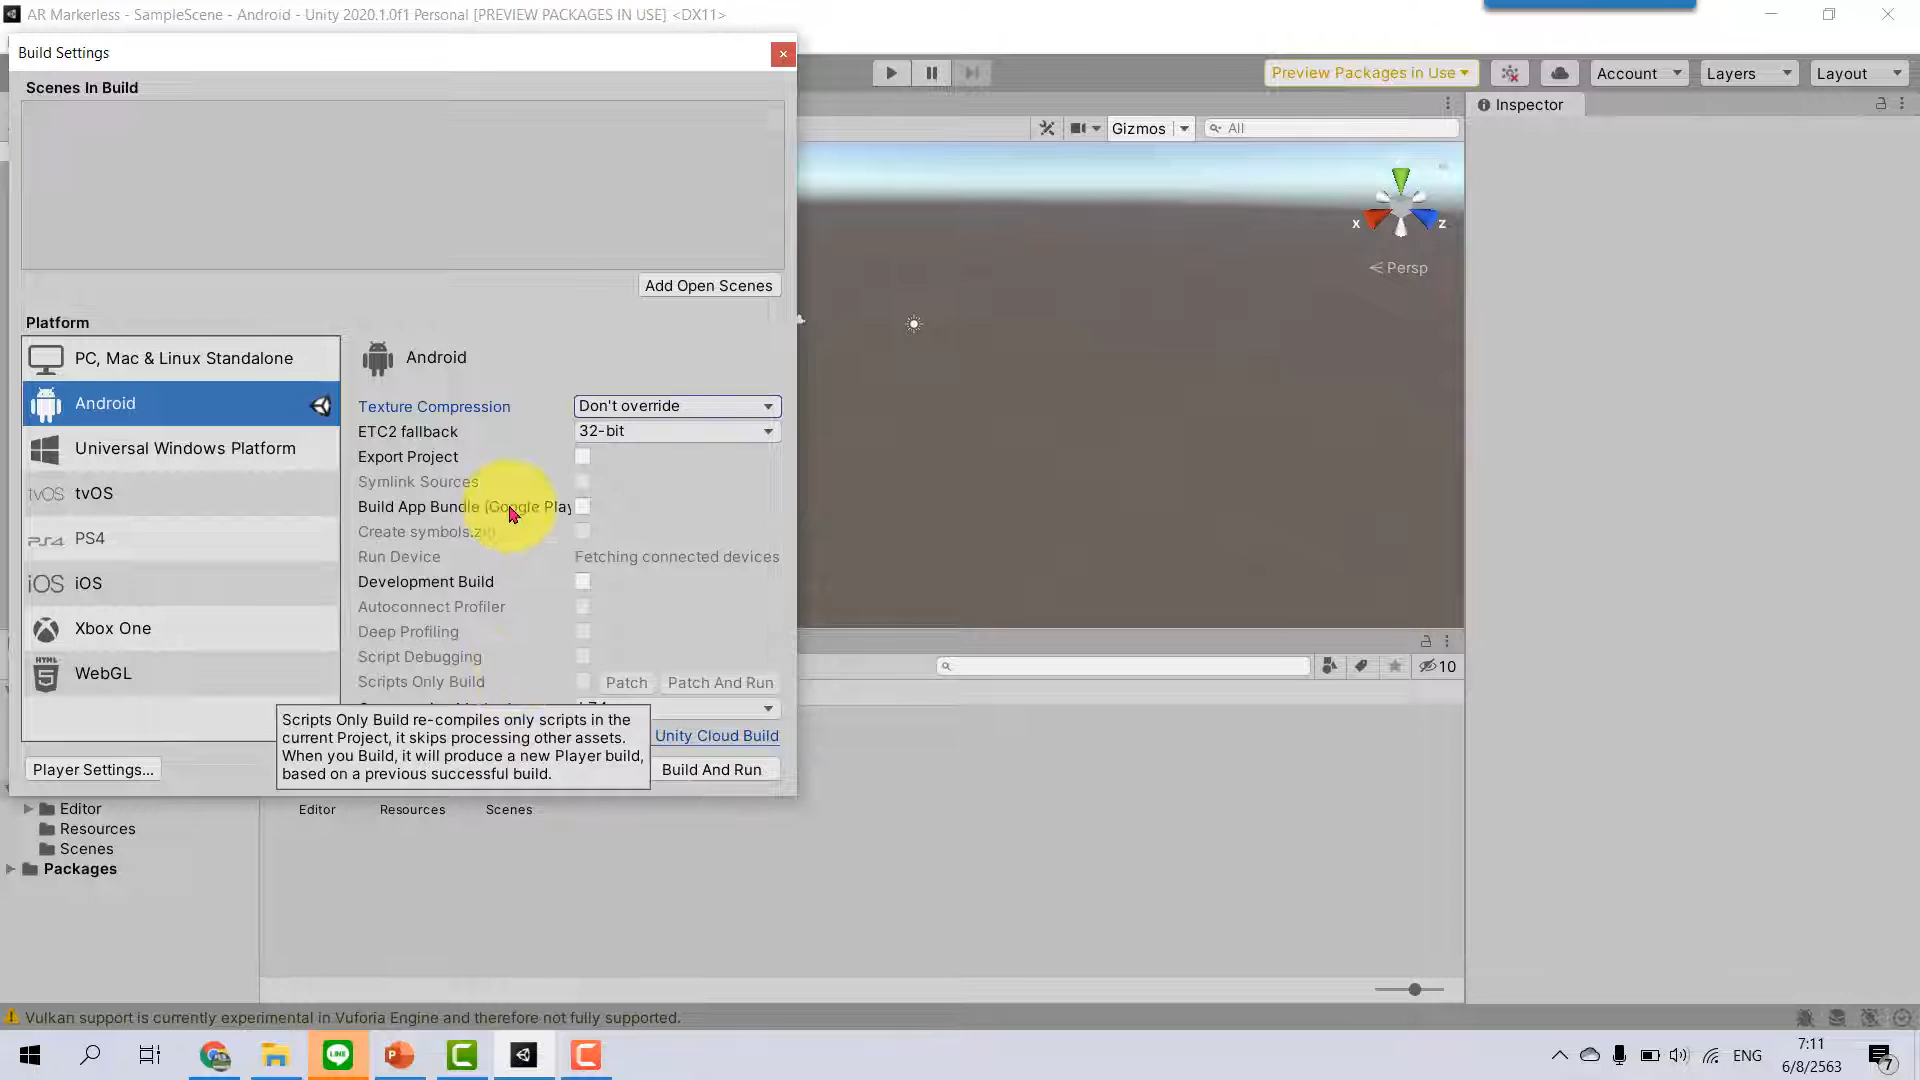 AR Markerless - SampleScene - Android - Unity 2020.1.0f1 Personal [PREVIEW PACKAGES IN USE] <DX11>
Build Settings
Scenes In Build
Preview Packages in Use
Account
Layers
Layout
Inspector
Gizmos
All
x
z
Persp
Add Open Scenes
Platform
PC, Mac & Linux Standalone
Android
Universal Windows Platform
tvOS tvOS
PS4
iOS iOS
Xbox One
HTML 5 WebGL
Android
Texture Compression Don't override
ETC2 fallback 32-bit
Export Project
Symlink Sources
Build App Bundle (Google Play
Create symbols.zip
Run Device Fetching connected devices
Development Build
Autoconnect Profiler
Deep Profiling
Script Debugging
Scripts Only Build Patch Patch And Run
Scripts Only Build re-compiles only scripts in the
current Project, it skips processing other assets.
When you Build, it will produce a new Player build,
based on a previous successful build.
Unity Cloud Build
Player Settings...
Build And Run
10
Editor
Resources
Scenes
Packages
Editor Resources Scenes
Vulkan support is currently experimental in Vuforia Engine and therefore not fully supported.
LINE
ENG
7:11
6/8/2563
7